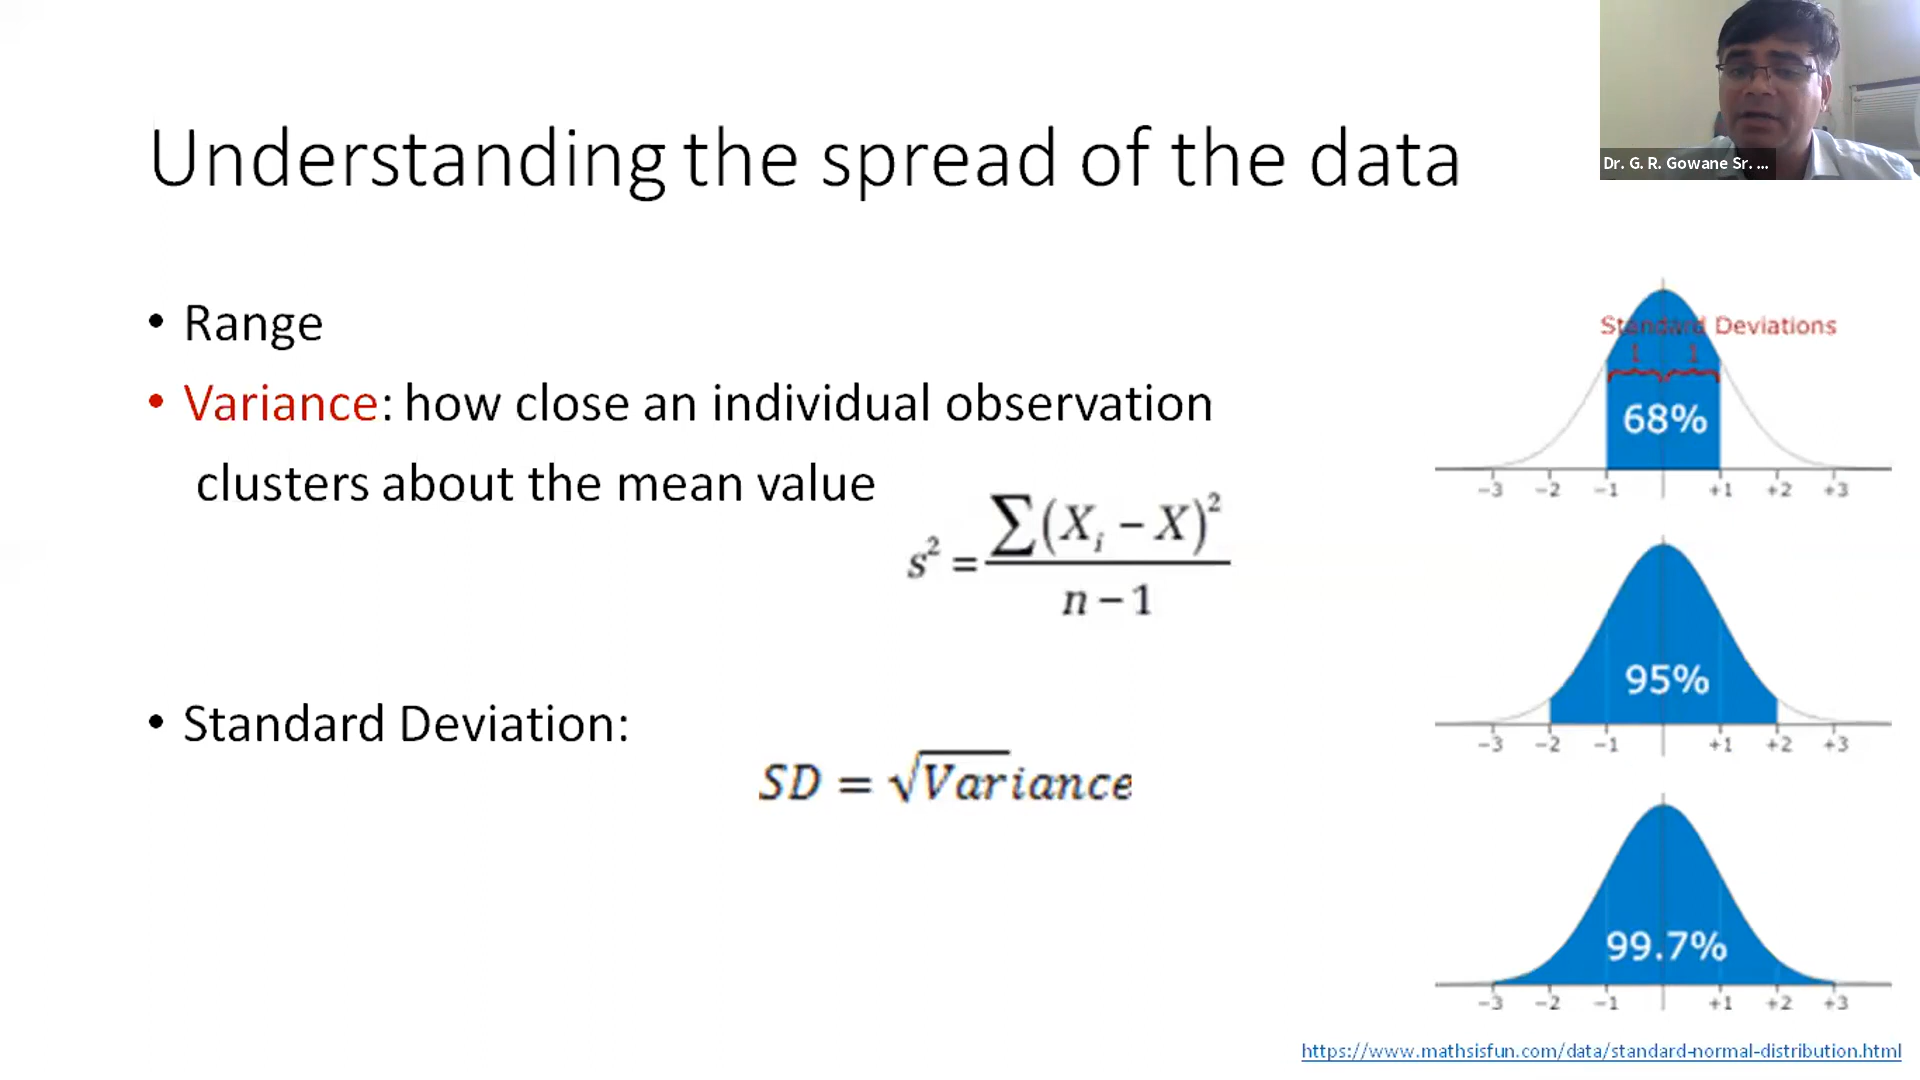 Dr. G. R. Gowane Sr. ...
Understanding the spread of the data
• Range
• Variance: how close an individual observation
clusters about the mean value
s² = ∑(Xᵢ − X)² / n − 1
• Standard Deviation:
SD = √Variance
Standard Deviations
1 1
68%
−3 −2 −1 +1 +2 +3
95%
−3 −2 −1 +1 +2 +3
99.7%
−3 −2 −1 +1 +2 +3
https://www.mathsisfun.com/data/standard-normal-distribution.html